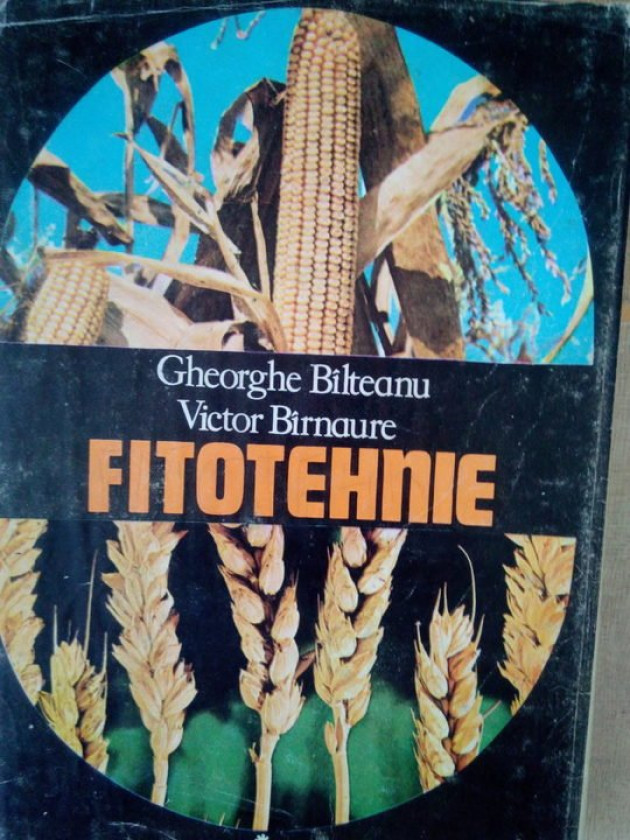 Gheorghe Bîlteanu
Victor Bîrnaure
FITOTEHNIE